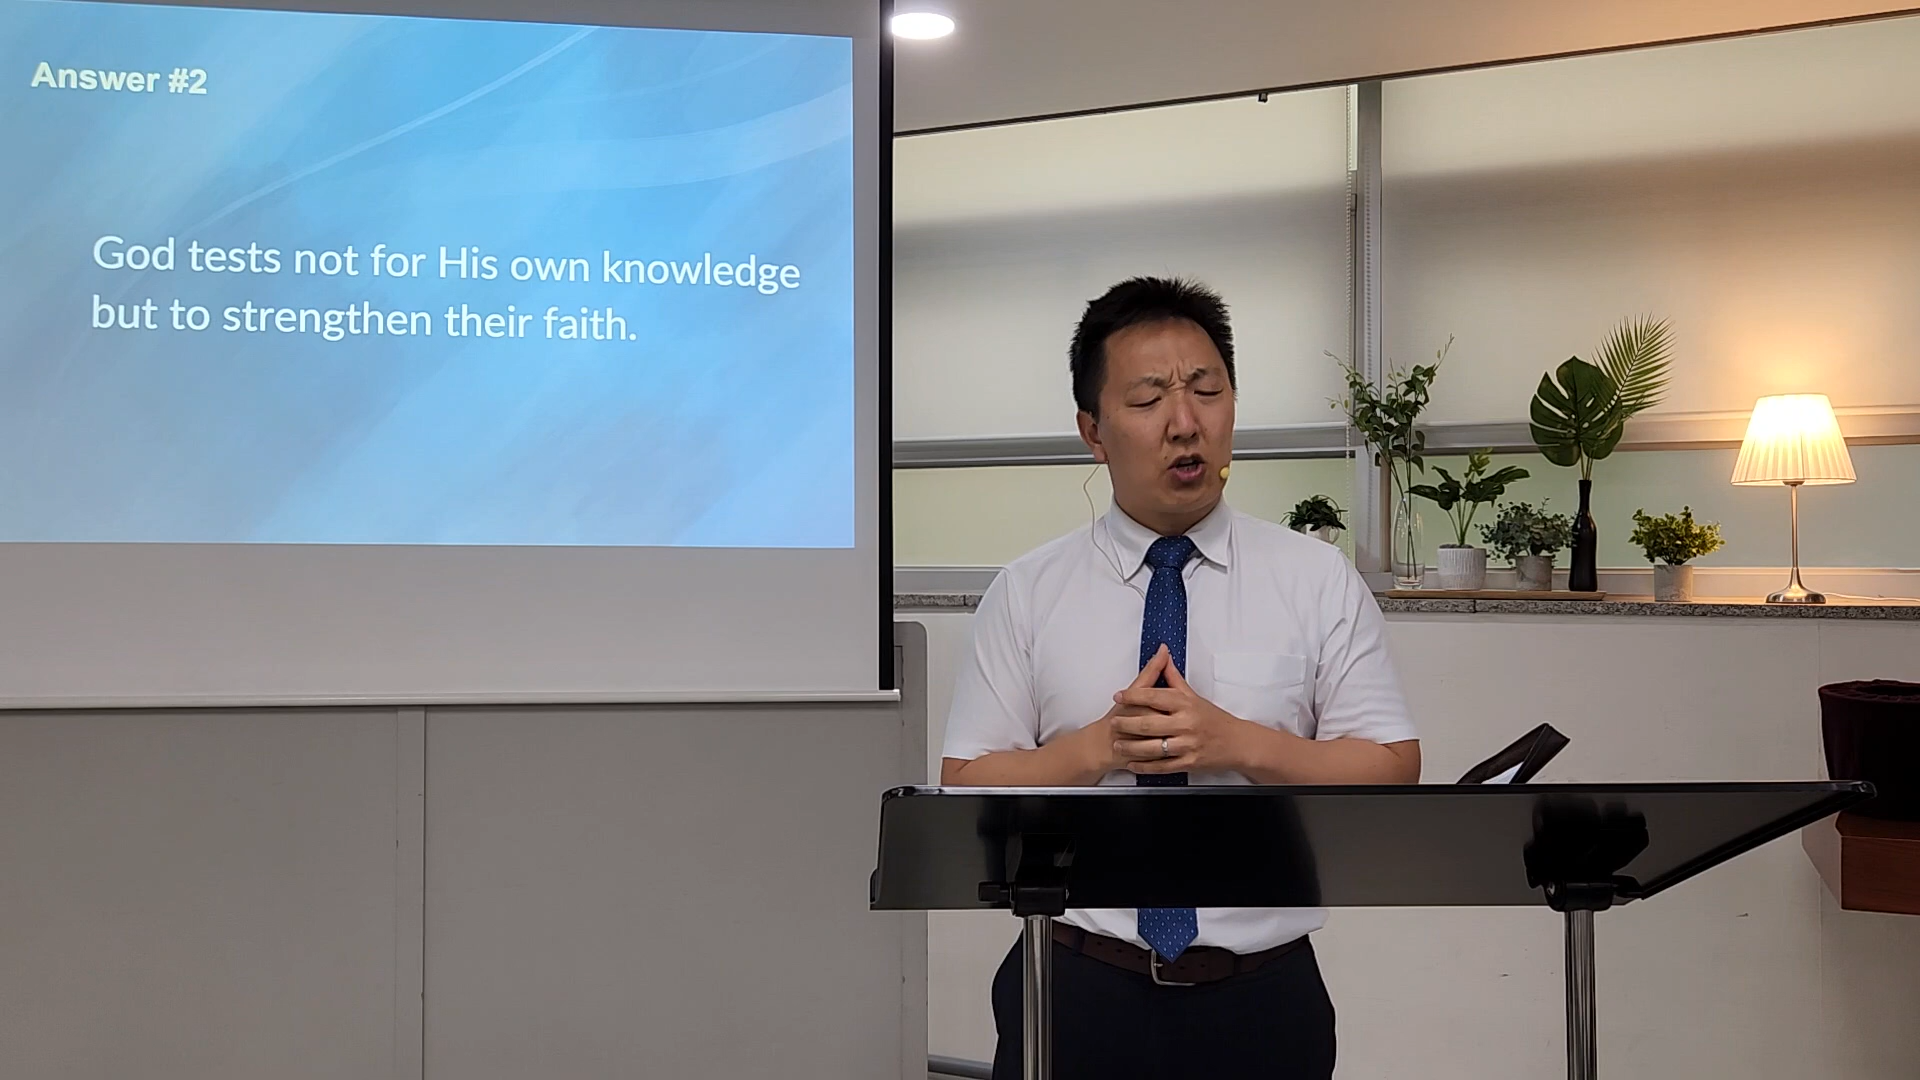 Answer #2
God tests not for His own knowledge
but to strengthen their faith.